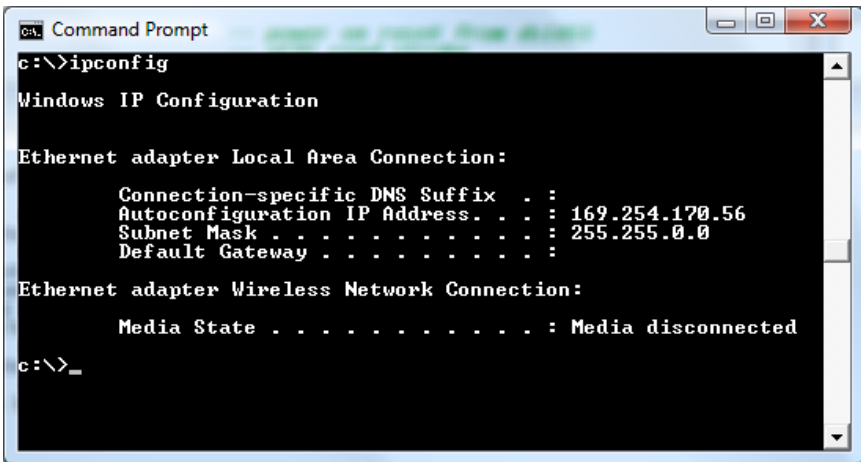 Command Prompt
c:\>ipconfig
Windows IP Configuration
Ethernet adapter Local Area Connection:
Connection-specific DNS Suffix . :
Autoconfiguration IP Address. . . : 169.254.170.56
Subnet Mask . . . . . . . . . . . : 255.255.0.0
Default Gateway . . . . . . . . . :
Ethernet adapter Wireless Network Connection:
Media State . . . . . . . . . . . : Media disconnected
c:\>_